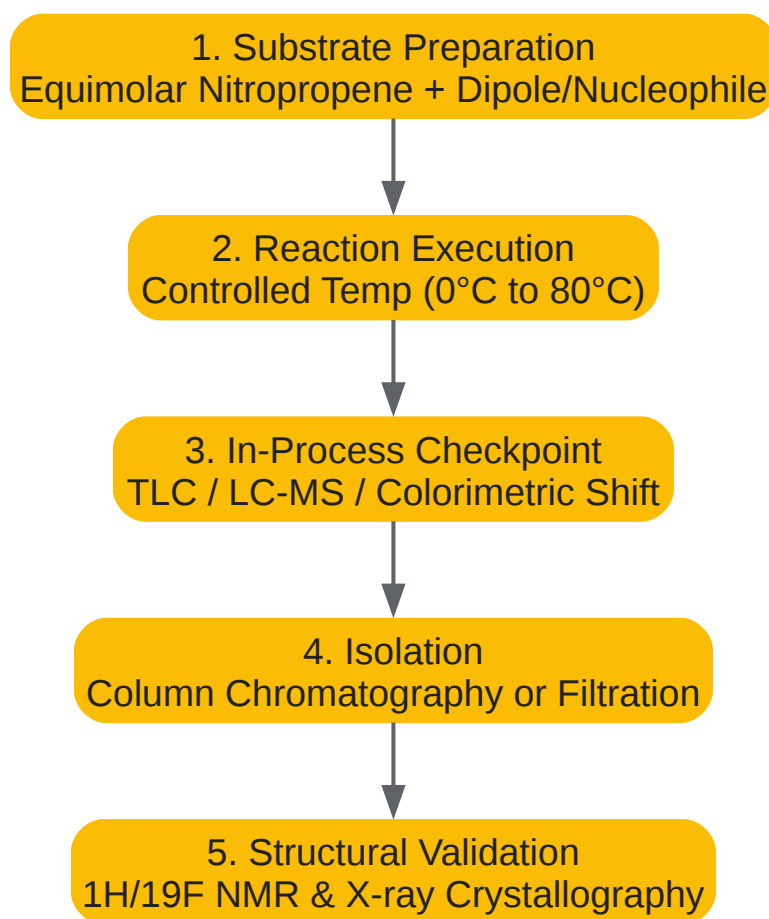 1. Substrate Preparation
Equimolar Nitropropene + Dipole/Nucleophile
2. Reaction Execution
Controlled Temp (0°C to 80°C)
3. In-Process Checkpoint
TLC / LC-MS / Colorimetric Shift
4. Isolation
Column Chromatography or Filtration
5. Structural Validation
1H/19F NMR & X-ray Crystallography